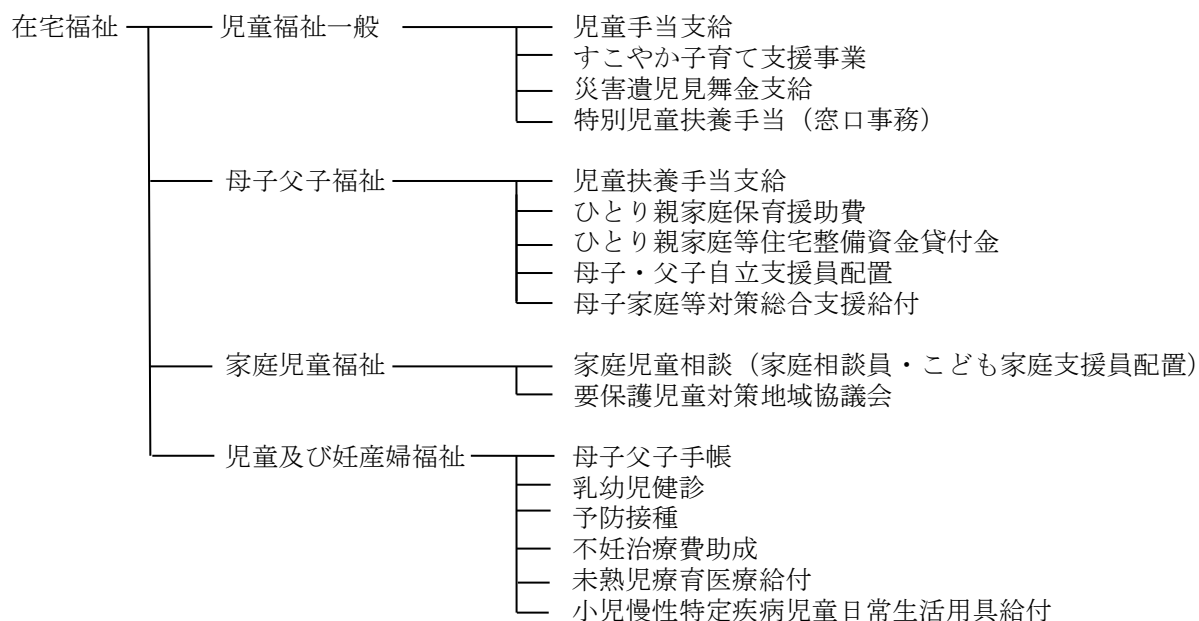 在宅福祉 児童福祉一般 児童手当支給
すこやか子育て支援事業
災害遺児見舞金支給
特別児童扶養手当（窓口事務）
母子父子福祉 児童扶養手当支給
ひとり親家庭保育援助費
ひとり親家庭等住宅整備資金貸付金
母子・父子自立支援員配置
母子家庭等対策総合支援給付
家庭児童福祉 家庭児童相談（家庭相談員・こども家庭支援員配置）
要保護児童対策地域協議会
児童及び妊産婦福祉 母子父子手帳
乳幼児健診
予防接種
不妊治療費助成
未熟児療育医療給付
小児慢性特定疾病児童日常生活用具給付